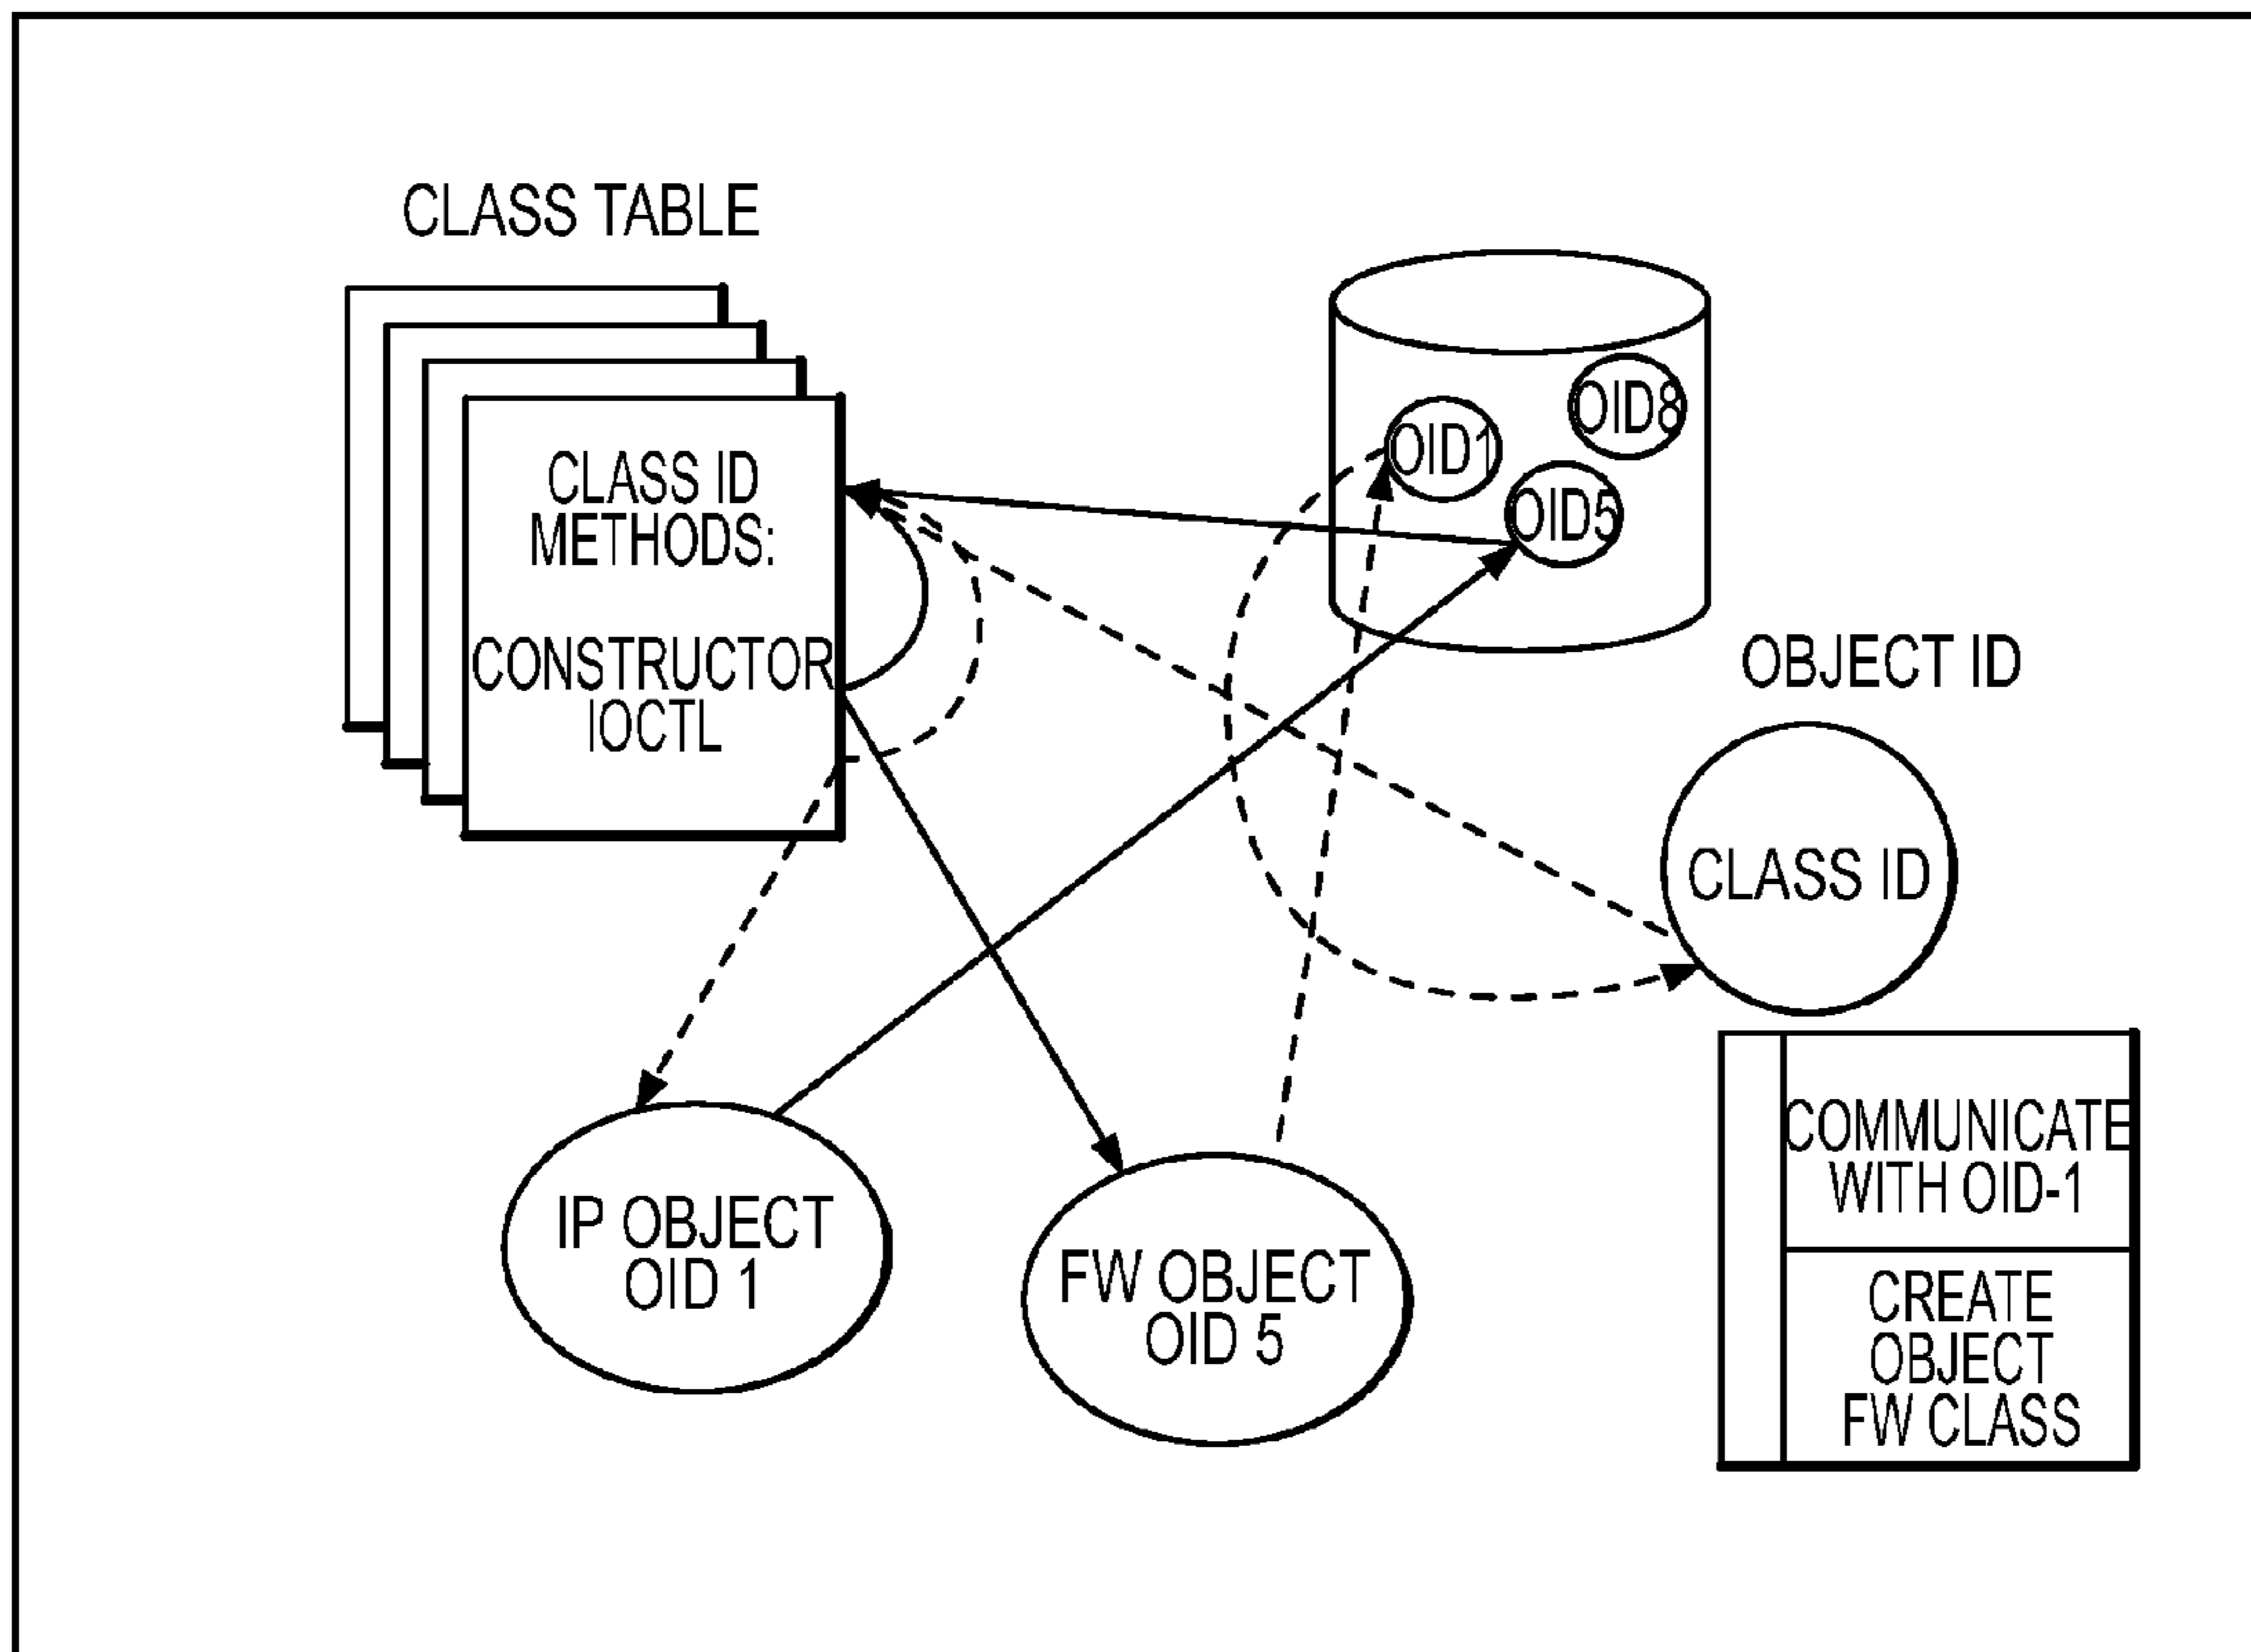 CLASS TABLE
CLASS ID
METHODS:
CONSTRUCTOR
IOCTL
OID8
OID1
OID5
OBJECT ID
CLASS ID
IP OBJECT
OID 1
FW OBJECT
OID 5
COMMUNICATE
WITH OID-1
CREATE
OBJECT
FW CLASS